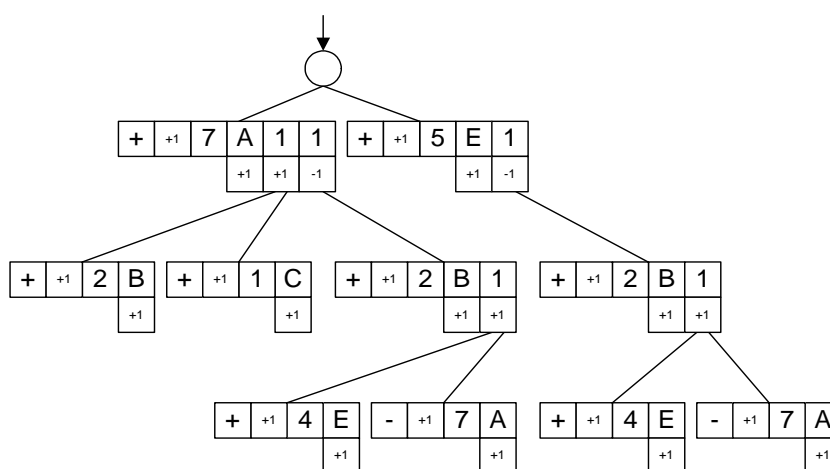 + +1 7 A 1 1 + +1 5 E 1
+1 +1 -1 +1 -1
+ +1 2 B + +1 1 C + +1 2 B 1 + +1 2 B 1
+1 +1 +1 +1 +1 +1
+ +1 4 E - +1 7 A + +1 4 E - +1 7 A
+1 +1 +1 +1